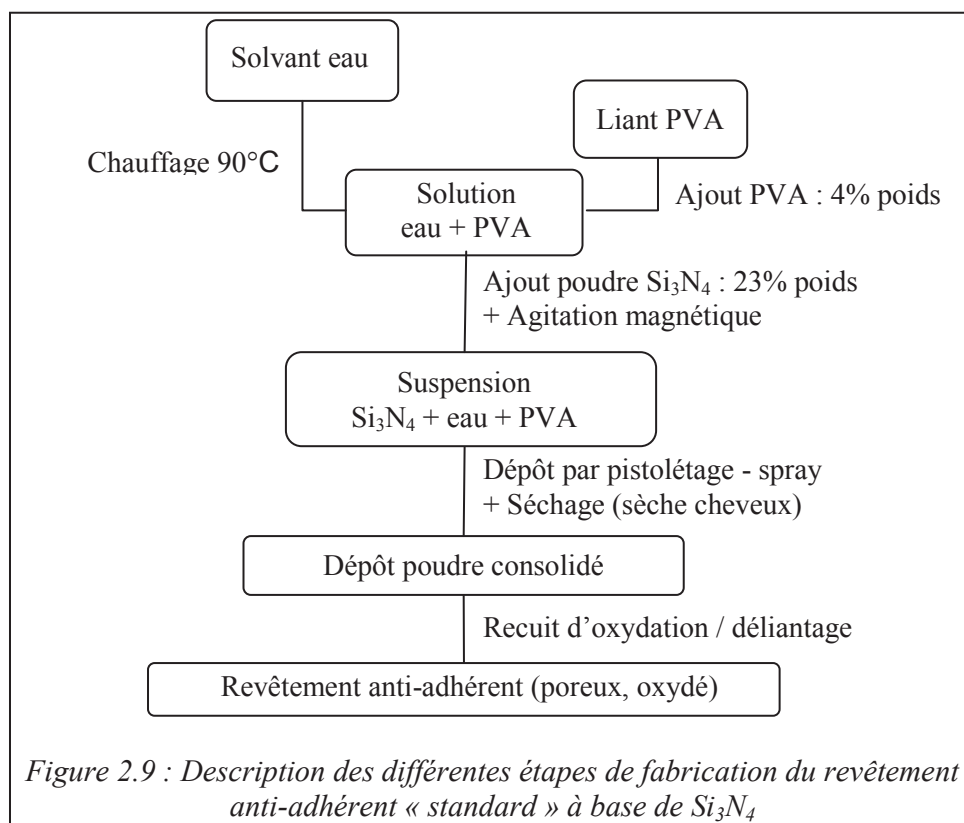 Solvant eau
Liant PVA
Chauffage 90°C
Solution
eau + PVA
Ajout PVA : 4% poids
Ajout poudre Si₃N₄ : 23% poids
+ Agitation magnétique
Suspension
Si₃N₄ + eau + PVA
Dépôt par pistolétage - spray
+ Séchage (sèche cheveux)
Dépôt poudre consolidé
Recuit d'oxydation / déliantage
Revêtement anti-adhérent (poreux, oxydé)
Figure 2.9 : Description des différentes étapes de fabrication du revêtement
anti-adhérent « standard » à base de Si₃N₄